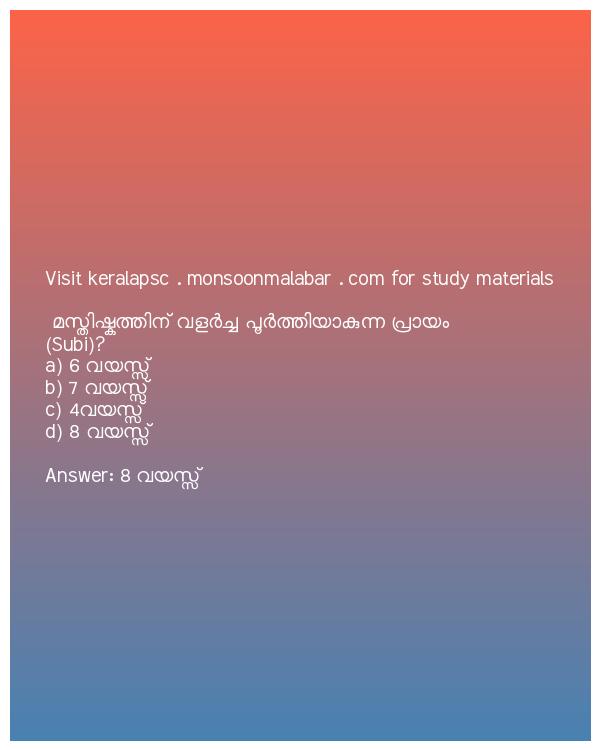 Visit keralapsc . monsoonmalabar . com for study materials
മസ്തിഷ്കത്തിന് വളർച്ച പൂർത്തിയാകുന്ന പ്രായം
(Subi)?
a) 6 വയസ്സ്
b) 7 വയസ്സ്
c) 4വയസ്സ്
d) 8 വയസ്സ്
Answer: 8 വയസ്സ്